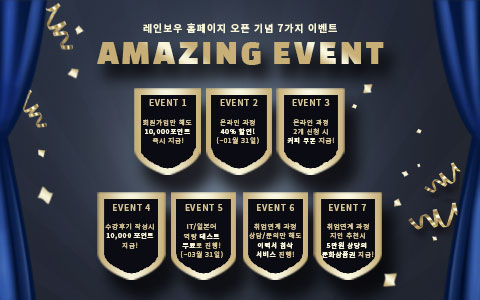 레인보우 홈페이지 오픈 기념 7가지 이벤트
AMAZING EVENT
EVENT 1
회원가입만 해도
10,000포인트
즉시 지급!
EVENT 2
온라인 과정
40% 할인!
(~01월 31일)
EVENT 3
온라인 과정
2개 신청 시
커피 쿠폰 지급!
EVENT 4
수강후기 작성시
10,000 포인트
지급!
EVENT 5
IT/일본어
역량 테스트
무료로 진행!
(~03월 31일)
EVENT 6
취업연계 과정
상담/문의만 해도
이력서 첨삭
서비스 진행!
EVENT 7
취업연계 과정
지인 추천시
5만원 상당의
문화상품권 지급!